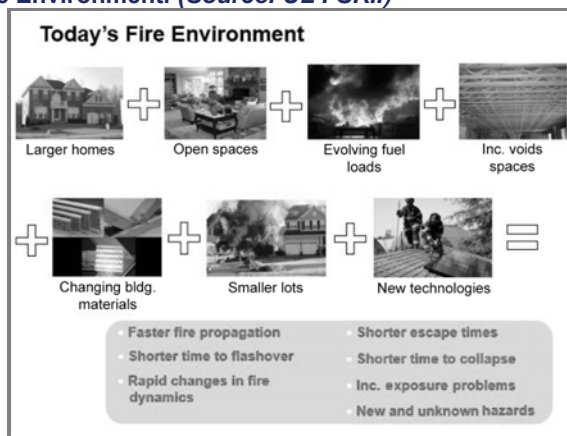 Environment. (Source: UL FSRI)
Today's Fire Environment
Larger homes
Open spaces
Evolving fuel
loads
Inc. voids
spaces
Changing bldg.
materials
Smaller lots
New technologies
• Faster fire propagation
• Shorter time to flashover
• Rapid changes in fire
dynamics
• Shorter escape times
• Shorter time to collapse
• Inc. exposure problems
• New and unknown hazards